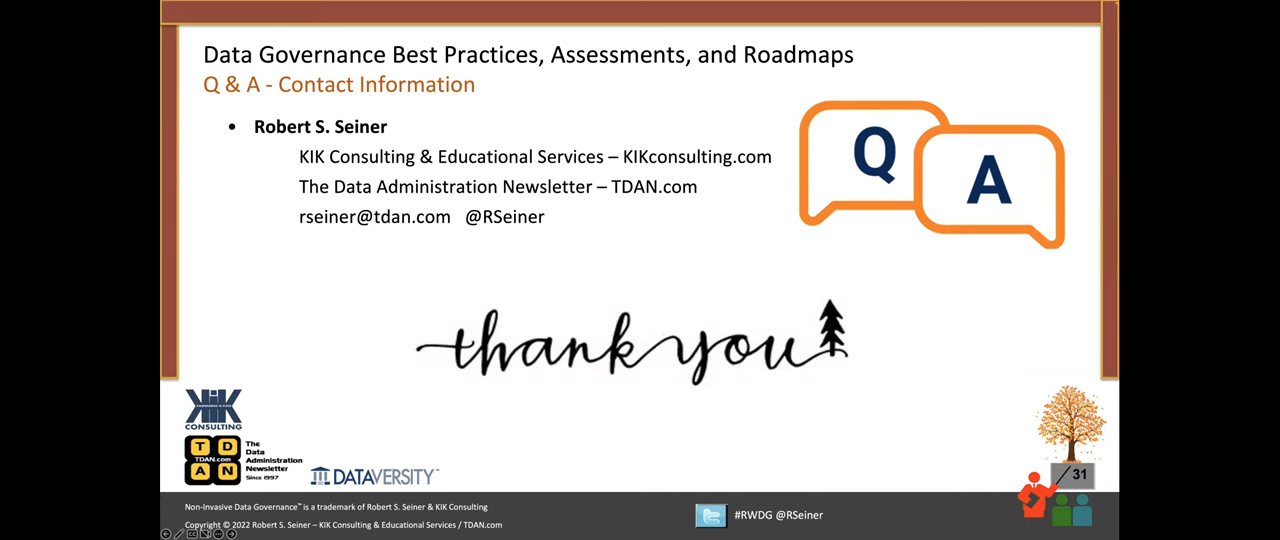 Data Governance Best Practices, Assessments, and Roadmaps
Q & A - Contact Information
• Robert S. Seiner
KIK Consulting & Educational Services – KIKconsulting.com
The Data Administration Newsletter – TDAN.com
rseiner@tdan.com @RSeiner
Q
A
thank you
KIK
CONSULTING
T D
TDAN.com
A N
The
Data
Administration
Newsletter
Since 1997
DATAVERSITY™
31
Non-Invasive Data Governance™ is a trademark of Robert S. Seiner & KIK Consulting
Copyright © 2022 Robert S. Seiner – KIK Consulting & Educational Services / TDAN.com
#RWDG @RSeiner